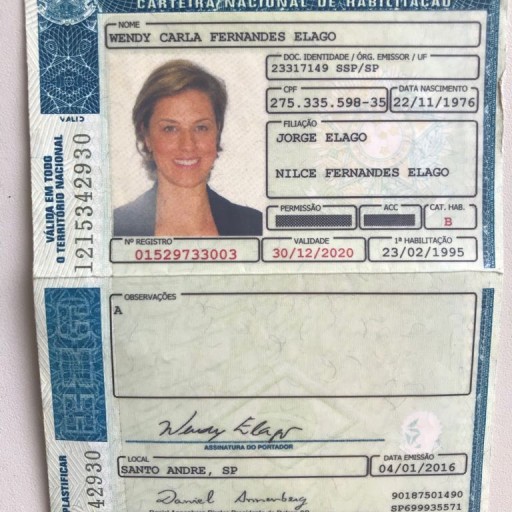 CARTEIRA NACIONAL DE HABILITAÇÃO
NOME
WENDY CARLA FERNANDES ELAGO
DOC. IDENTIDADE / ÓRG. EMISSOR / UF
23317149 SSP/SP
CPF
DATA NASCIMENTO
275.335.598-35
22/11/1976
FILIAÇÃO
JORGE ELAGO
NILCE FERNANDES ELAGO
PERMISSÃO
ACC
CAT. HAB.
B
Nº REGISTRO
VALIDADE
1ª HABILITAÇÃO
01529733003
30/12/2020
23/02/1995
VÁLIDA EM TODO
O TERRITÓRIO NACIONAL
1215342930
OBSERVAÇÕES
A
Wendy Elago
ASSINATURA DO PORTADOR
LOCAL
DATA EMISSÃO
SANTO ANDRE, SP
04/01/2016
90187501490
SP699935571
Daniel Annenberg
PLASTIFICAR
42930